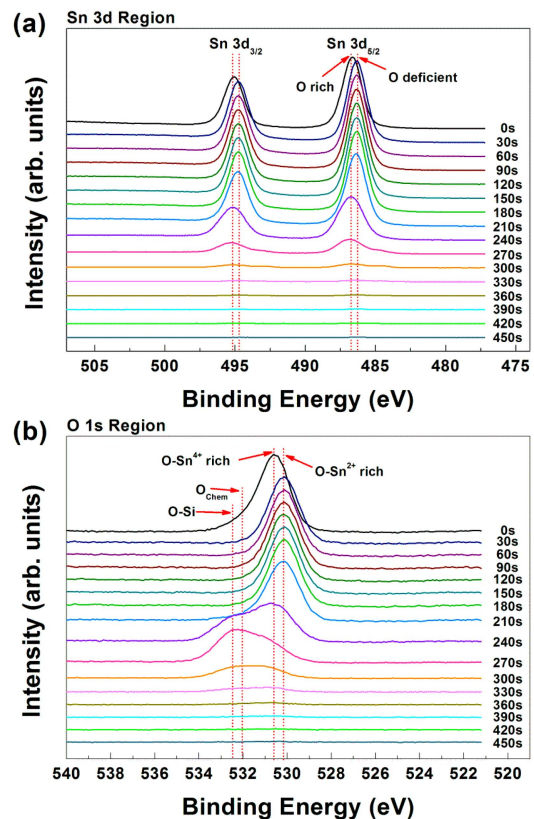 (a) Sn 3d Region
Sn 3d3/2 Sn 3d5/2
O rich O deficient
0s
30s
60s
90s
120s
150s
180s
210s
240s
270s
300s
330s
360s
390s
420s
450s
Intensity (arb. units)
505 500 495 490 485 480 475
Binding Energy (eV)
(b) O 1s Region
O-Sn4+ rich
O-Sn2+ rich
OChem
O-Si
0s
30s
60s
90s
120s
150s
180s
210s
240s
270s
300s
330s
360s
390s
420s
450s
Intensity (arb. units)
540 538 536 534 532 530 528 526 524 522 520
Binding Energy (eV)